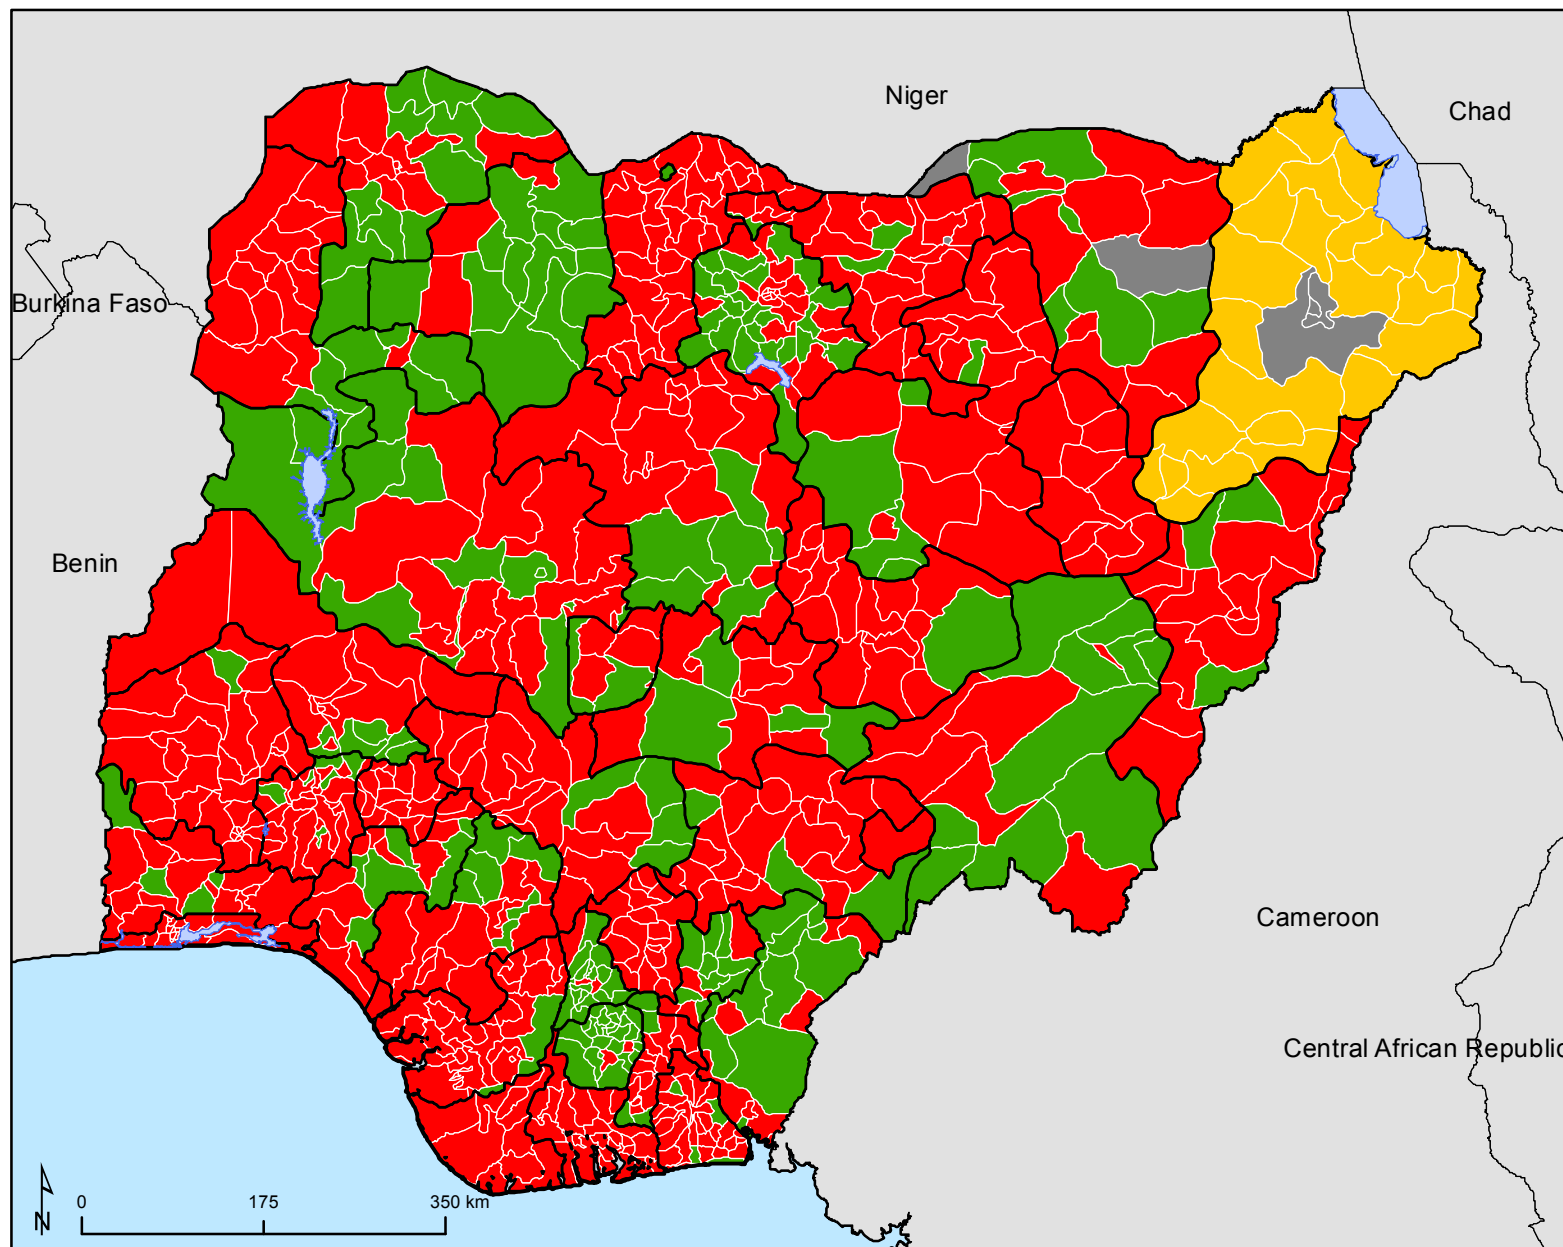 Niger
Chad
Burkina Faso
Benin
Cameroon
Central African Republic
N
0 175 350 km